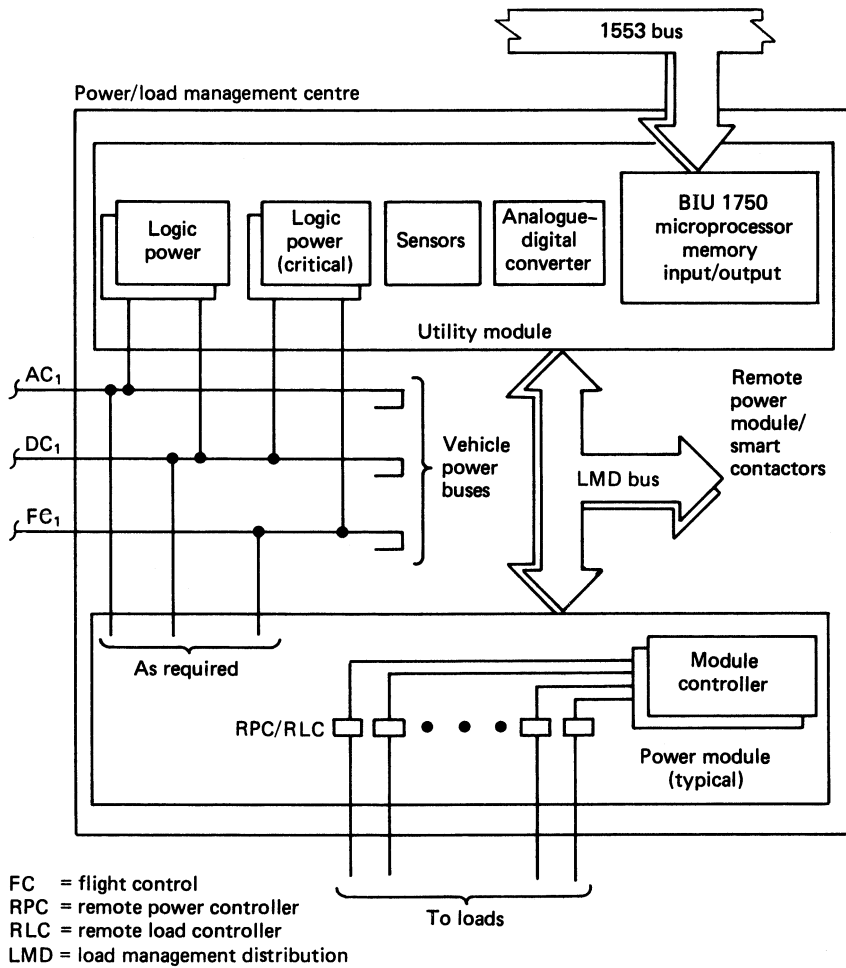 1553 bus
Power/load management centre
Logic
power
Logic
power
(critical)
Sensors
Analogue-
digital
converter
BIU 1750
microprocessor
memory
input/output
Utility module
AC₁
DC₁
FC₁
Vehicle
power
buses
LMD bus
Remote
power
module/
smart
contactors
As required
Module
controller
RPC/RLC
Power module
(typical)
To loads
FC = flight control
RPC = remote power controller
RLC = remote load controller
LMD = load management distribution